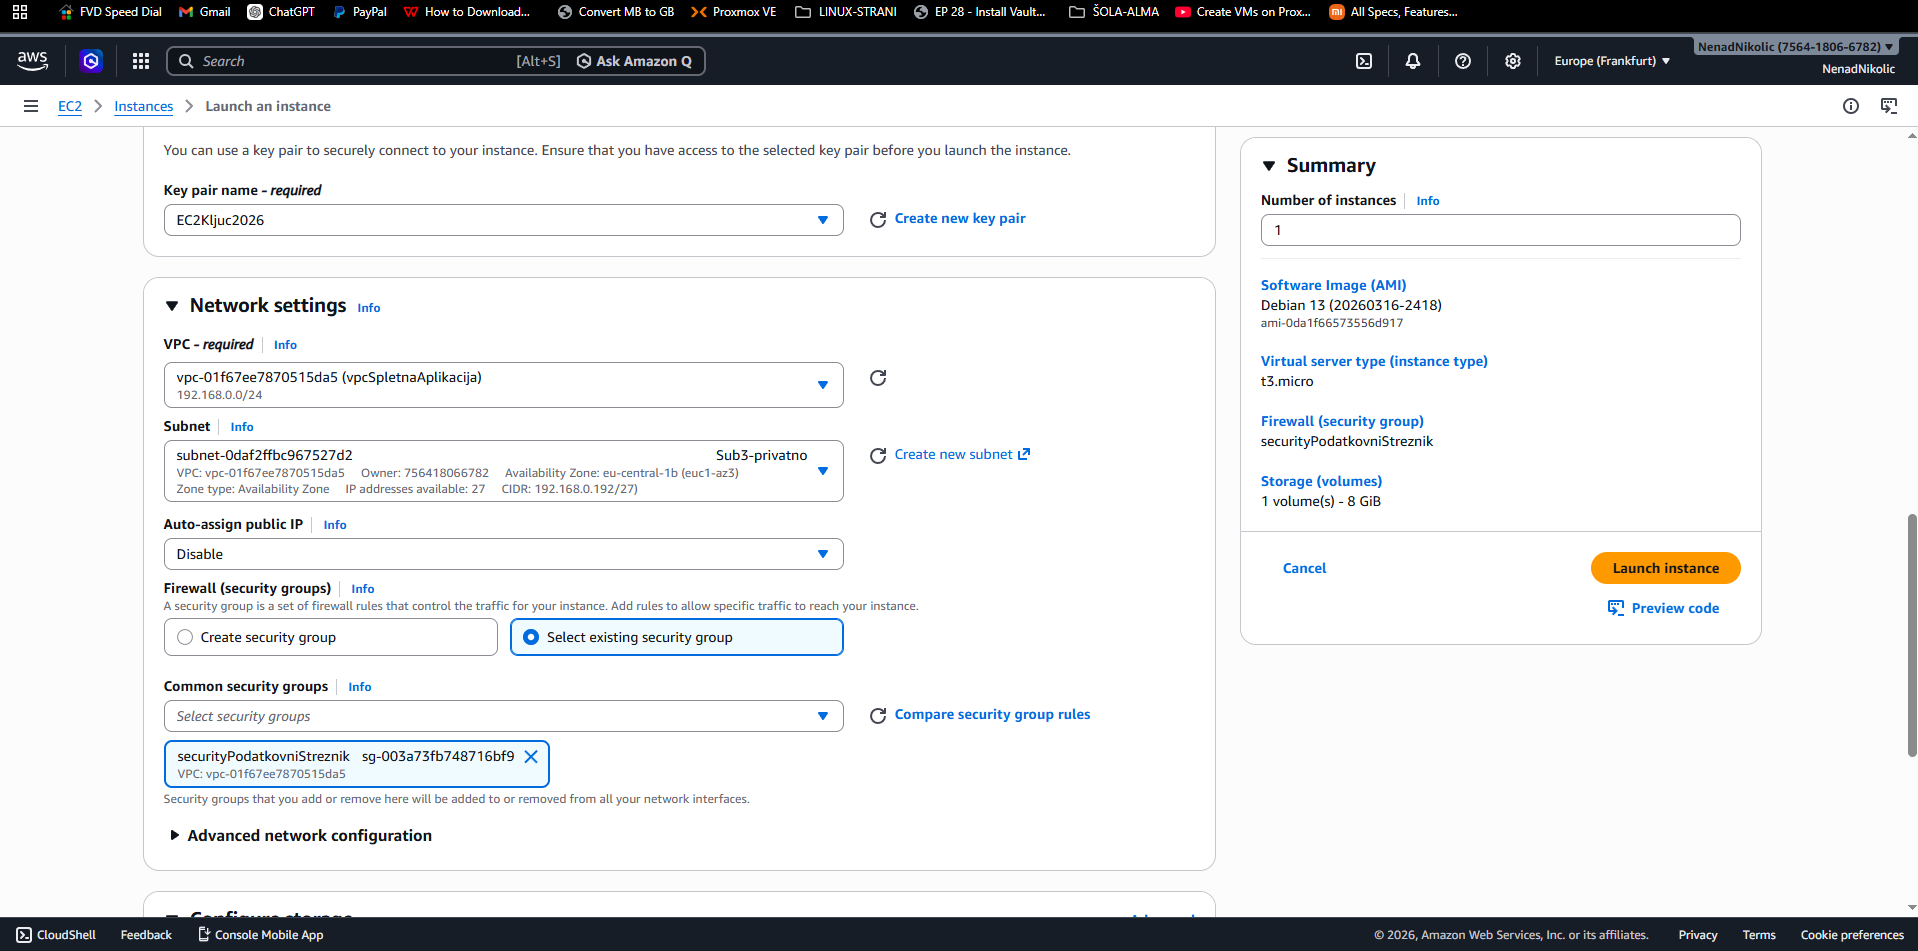 FVD Speed Dial
Gmail
ChatGPT
PayPal
How to Download...
Convert MB to GB
Proxmox VE
LINUX-STRANI
EP 28 - Install Vault...
ŠOLA-ALMA
Create VMs on Prox...
All Specs, Features...
aws
Search [Alt+S] Ask Amazon Q
Europe (Frankfurt)
NenadNikolic (7564-1806-6782)
NenadNikolic
EC2 Instances Launch an instance
You can use a key pair to securely connect to your instance. Ensure that you have access to the selected key pair before you launch the instance.
Key pair name - required
EC2Kljuc2026
Create new key pair
Network settings Info
VPC - required Info
vpc-01f67ee7870515da5 (vpcSpletnaAplikacija)
192.168.0.0/24
Subnet Info
subnet-0daf2ffbc967527d2 Sub3-privatno
VPC: vpc-01f67ee7870515da5 Owner: 756418066782 Availability Zone: eu-central-1b (euc1-az3)
Zone type: Availability Zone IP addresses available: 27 CIDR: 192.168.0.192/27)
Create new subnet
Auto-assign public IP Info
Disable
Firewall (security groups) Info
A security group is a set of firewall rules that control the traffic for your instance. Add rules to allow specific traffic to reach your instance.
Create security group
Select existing security group
Common security groups Info
Select security groups
Compare security group rules
securityPodatkovniStreznik sg-003a73fb748716bf9
VPC: vpc-01f67ee7870515da5
Security groups that you add or remove here will be added to or removed from all your network interfaces.
Advanced network configuration
Configure storage
Summary
Number of instances Info
1
Software Image (AMI)
Debian 13 (20260316-2418)
ami-0da1f66573556d917
Virtual server type (instance type)
t3.micro
Firewall (security group)
securityPodatkovniStreznik
Storage (volumes)
1 volume(s) - 8 GiB
Cancel
Launch instance
Preview code
CloudShell Feedback Console Mobile App
© 2026, Amazon Web Services, Inc. or its affiliates. Privacy Terms Cookie preferences